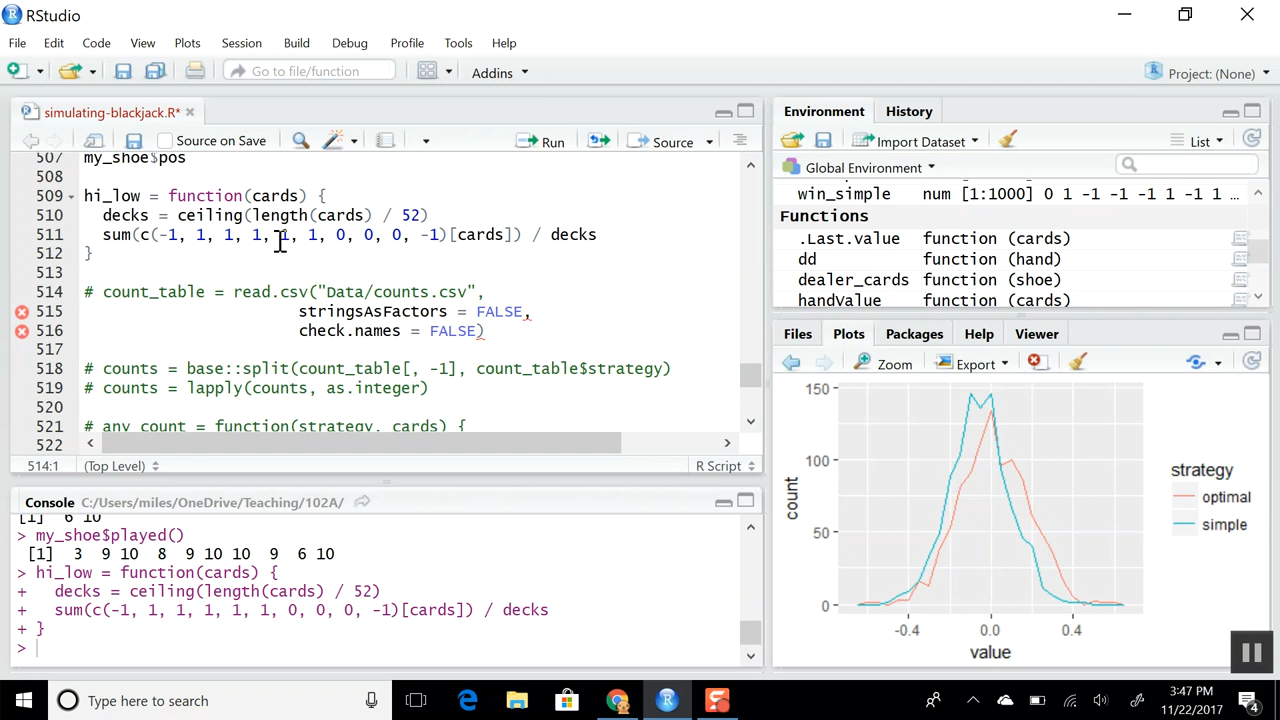 RStudio
File Edit Code View Plots Session Build Debug Profile Tools Help
Go to file/function Addins Project: (None)
simulating-blackjack.R*
Source on Save Run Source
507 my_shoe$pos
508
509 hi_low = function(cards) {
510 decks = ceiling(length(cards) / 52)
511 sum(c(-1, 1, 1, 1, 1, 1, 0, 0, 0, -1)[cards]) / decks
512 }
513
514 # count_table = read.csv("Data/counts.csv",
515 stringsAsFactors = FALSE,
516 check.names = FALSE)
517
518 # counts = base::split(count_table[, -1], count_table$strategy)
519 # counts = lapply(counts, as.integer)
520
521 # any_count = function(strategy, cards) {
522
514:1 (Top Level) R Script
Console C:/Users/miles/OneDrive/Teaching/102A/
[1] 6 10
> my_shoe$played()
[1] 3 9 10 8 9 10 10 9 6 10
> hi_low = function(cards) {
+ decks = ceiling(length(cards) / 52)
+ sum(c(-1, 1, 1, 1, 1, 1, 0, 0, 0, -1)[cards]) / decks
+ }
>
Environment History
Import Dataset List
Global Environment
win_simple num [1:1000] 0 1 -1 -1 -1 1 -1 1 …
Functions
.Last.value function (cards)
dd function (hand)
dealer_cards function (shoe)
handValue function (cards)
Files Plots Packages Help Viewer
Zoom Export
150
100
50
0
count
-0.4 0.0 0.4
value
strategy
optimal
simple
Type here to search
3:47 PM
11/22/2017
4